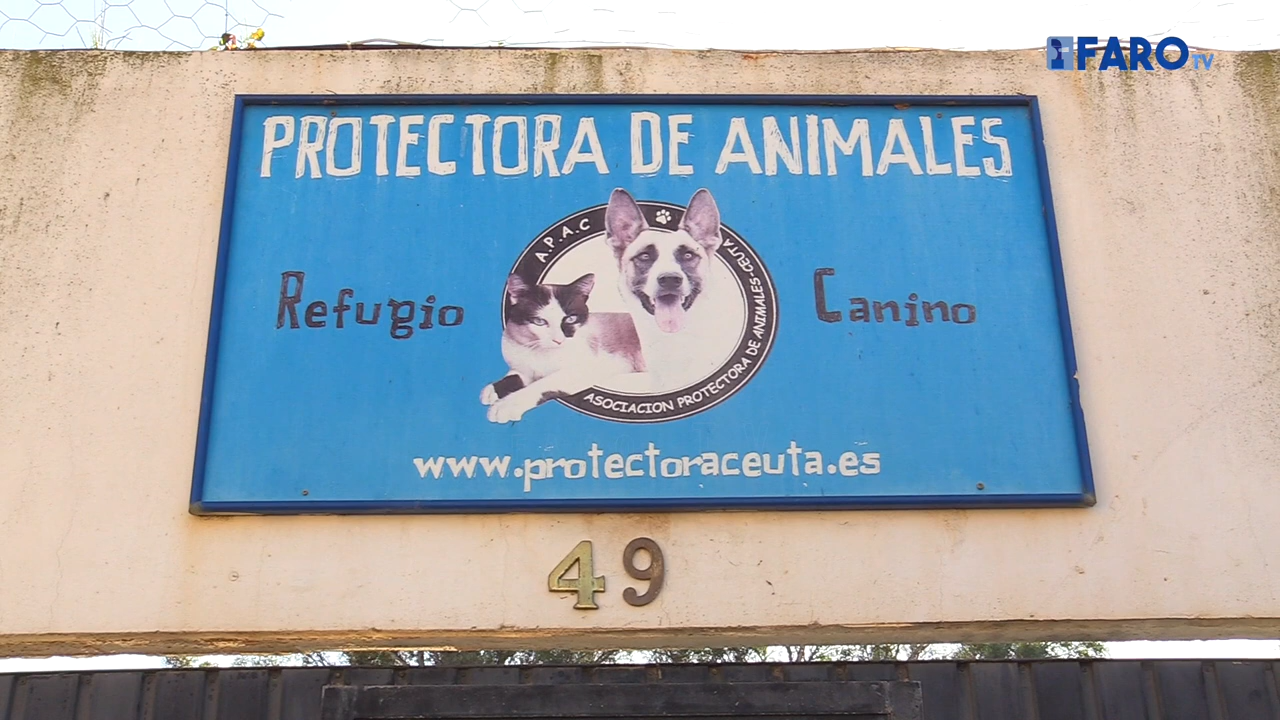 FARO TV
PROTECTORA DE ANIMALES
A.P.A.C
Refugio
Canino
ASOCIACION PROTECTORA DE ANIMALES-CEUTA
www.protectoraceuta.es
49